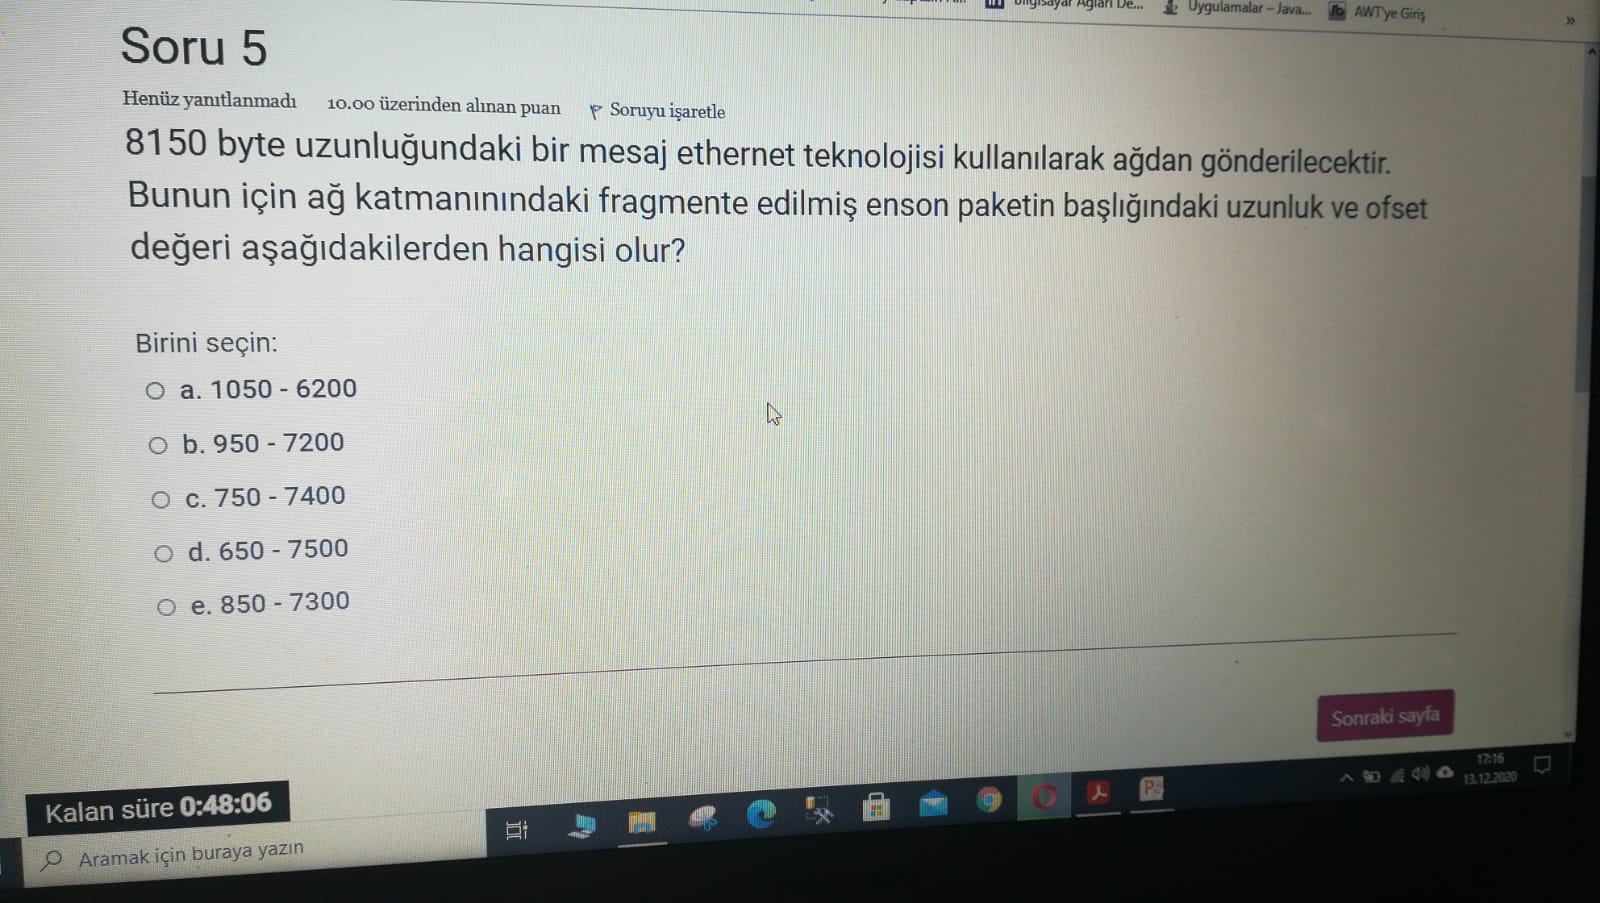 Bilgisayar Ağları De...
Uygulamalar – Java...
AWT'ye Giriş
»
Soru 5
Henüz yanıtlanmadı 10.00 üzerinden alınan puan Soruyu işaretle
8150 byte uzunluğundaki bir mesaj ethernet teknolojisi kullanılarak ağdan gönderilecektir.
Bunun için ağ katmanınındaki fragmente edilmiş enson paketin başlığındaki uzunluk ve ofset
değeri aşağıdakilerden hangisi olur?
Birini seçin:
a. 1050 - 6200
b. 950 - 7200
c. 750 - 7400
d. 650 - 7500
e. 850 - 7300
Sonraki sayfa
Kalan süre 0:48:06
17:16
13.12.2020
Aramak için buraya yazın